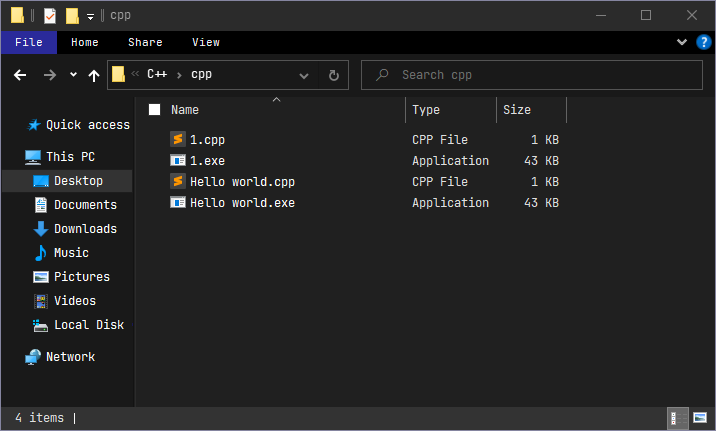 cpp
File Home Share View
C++ cpp Search cpp
Name Type Size
Quick access
This PC
Desktop
Documents
Downloads
Music
Pictures
Videos
Local Disk
Network
1.cpp CPP File 1 KB
1.exe Application 43 KB
Hello world.cpp CPP File 1 KB
Hello world.exe Application 43 KB
4 items